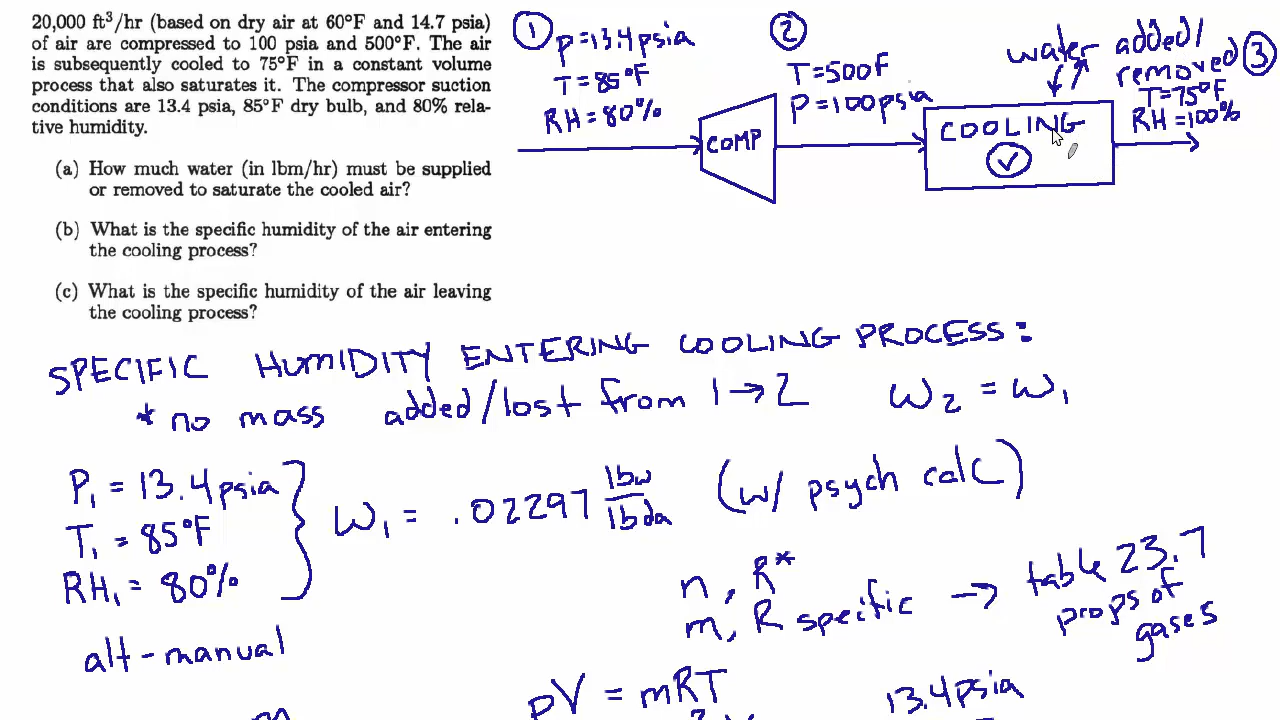 20,000 ft³/hr (based on dry air at 60°F and 14.7 psia)
of air are compressed to 100 psia and 500°F. The air
is subsequently cooled to 75°F in a constant volume
process that also saturates it. The compressor suction
conditions are 13.4 psia, 85°F dry bulb, and 80% rela-
tive humidity.
(a) How much water (in lbm/hr) must be supplied
or removed to saturate the cooled air?
(b) What is the specific humidity of the air entering
the cooling process?
(c) What is the specific humidity of the air leaving
the cooling process?
1
P=13.4psia
T=85°F
RH=80%
COMP
2
T=500F
P=100psia
water added/
removed
3
T=75°F
RH=100%
COOLING
SPECIFIC HUMIDITY ENTERING COOLING PROCESS:
* no mass added/lost from 1→2 ω₂ = ω₁
P₁ = 13.4psia
T₁ = 85°F
RH₁ = 80%
ω₁ = .02297 lbw/lbda (w/ psych calc)
n, R*
m, R specific → table 23.7
props of
gases
alt-manual
pV = mRT
13.4psia